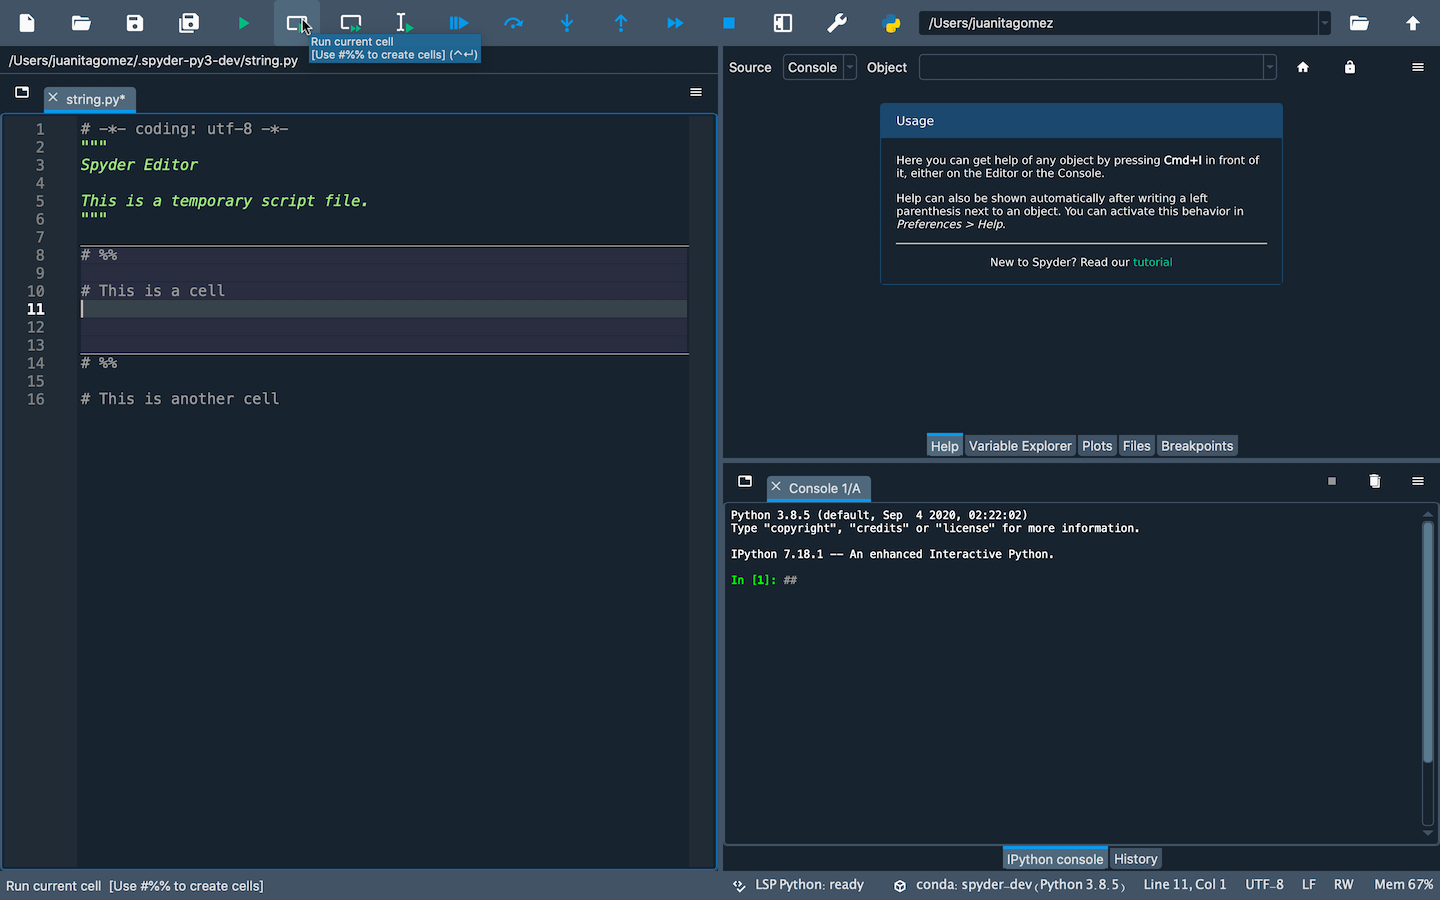 /Users/juanitagomez
Run current cell
[Use #%% to create cells] (^↵)
/Users/juanitagomez/.spyder-py3-dev/string.py
string.py*
1 # -*- coding: utf-8 -*-
2 """
3 Spyder Editor
4
5 This is a temporary script file.
6 """
7
8 # %%
9
10 # This is a cell
11
12
13
14 # %%
15
16 # This is another cell
Source Console Object
Usage
Here you can get help of any object by pressing Cmd+I in front of
it, either on the Editor or the Console.
Help can also be shown automatically after writing a left
parenthesis next to an object. You can activate this behavior in
Preferences > Help.
New to Spyder? Read our tutorial
Help Variable Explorer Plots Files Breakpoints
Console 1/A
Python 3.8.5 (default, Sep  4 2020, 02:22:02)
Type "copyright", "credits" or "license" for more information.
IPython 7.18.1 -- An enhanced Interactive Python.
In [1]: ##
IPython console History
Run current cell [Use #%% to create cells]
LSP Python: ready conda: spyder-dev (Python 3.8.5) Line 11, Col 1 UTF-8 LF RW Mem 67%